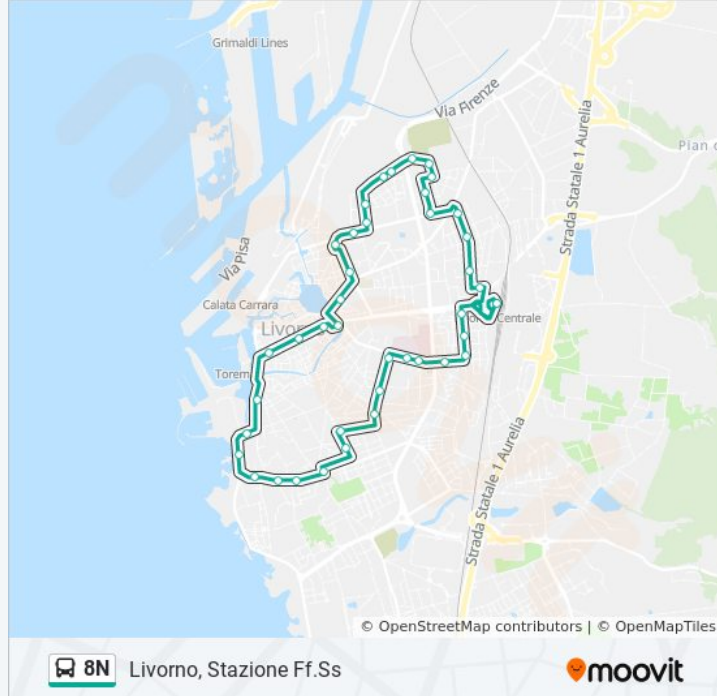 Grimaldi Lines
Via Firenze
Strada Statale 1 Aurelia
Pian d
Via Pisa
Calata Carrara
Livorno
Centrale
Torem
Strada Statale 1 Aurelia
© OpenStreetMap contributors | © OpenMapTiles
8N Livorno, Stazione Ff.Ss
moovit